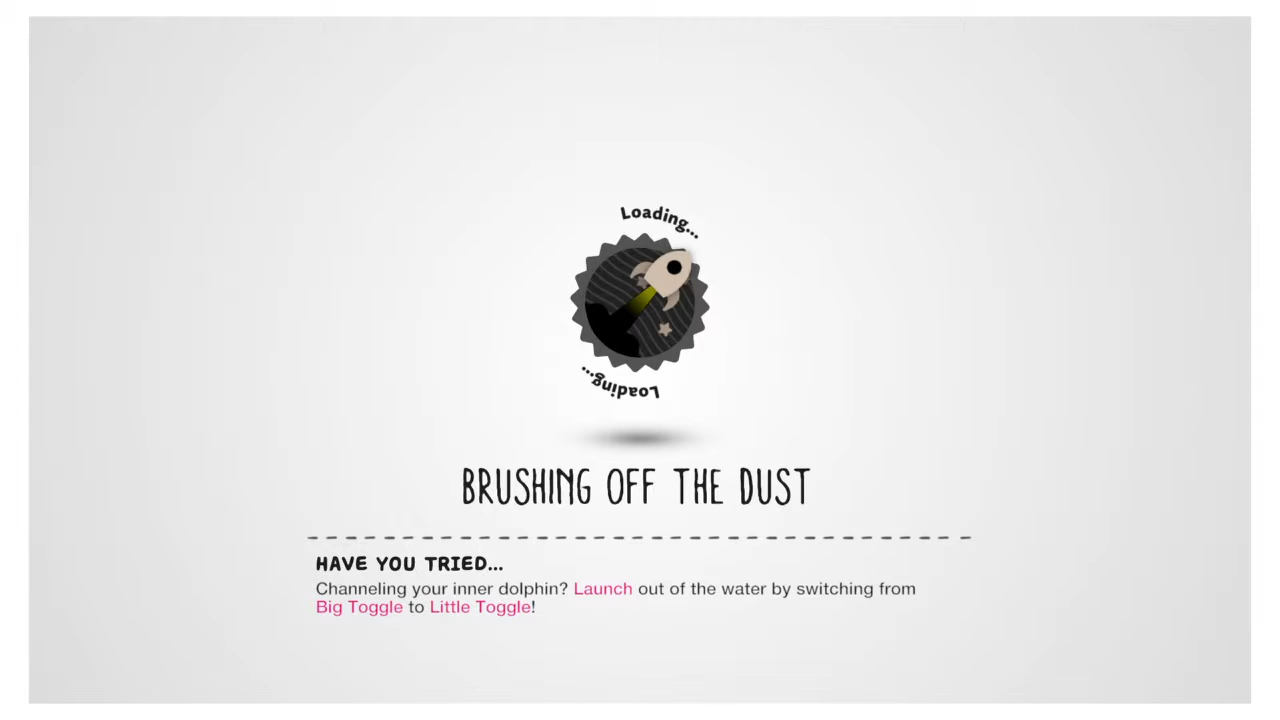 Loading...
Loading...
BRUSHING OFF THE DUST
HAVE YOU TRIED...
Channeling your inner dolphin? Launch out of the water by switching from
Big Toggle to Little Toggle!